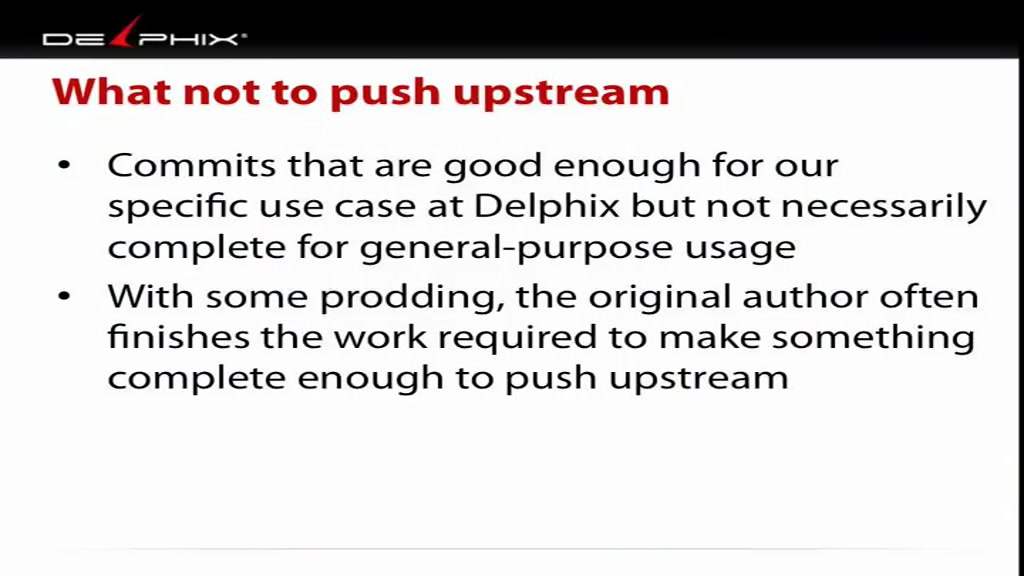 DELPHIX
What not to push upstream
• Commits that are good enough for our
specific use case at Delphix but not necessarily
complete for general-purpose usage
• With some prodding, the original author often
finishes the work required to make something
complete enough to push upstream